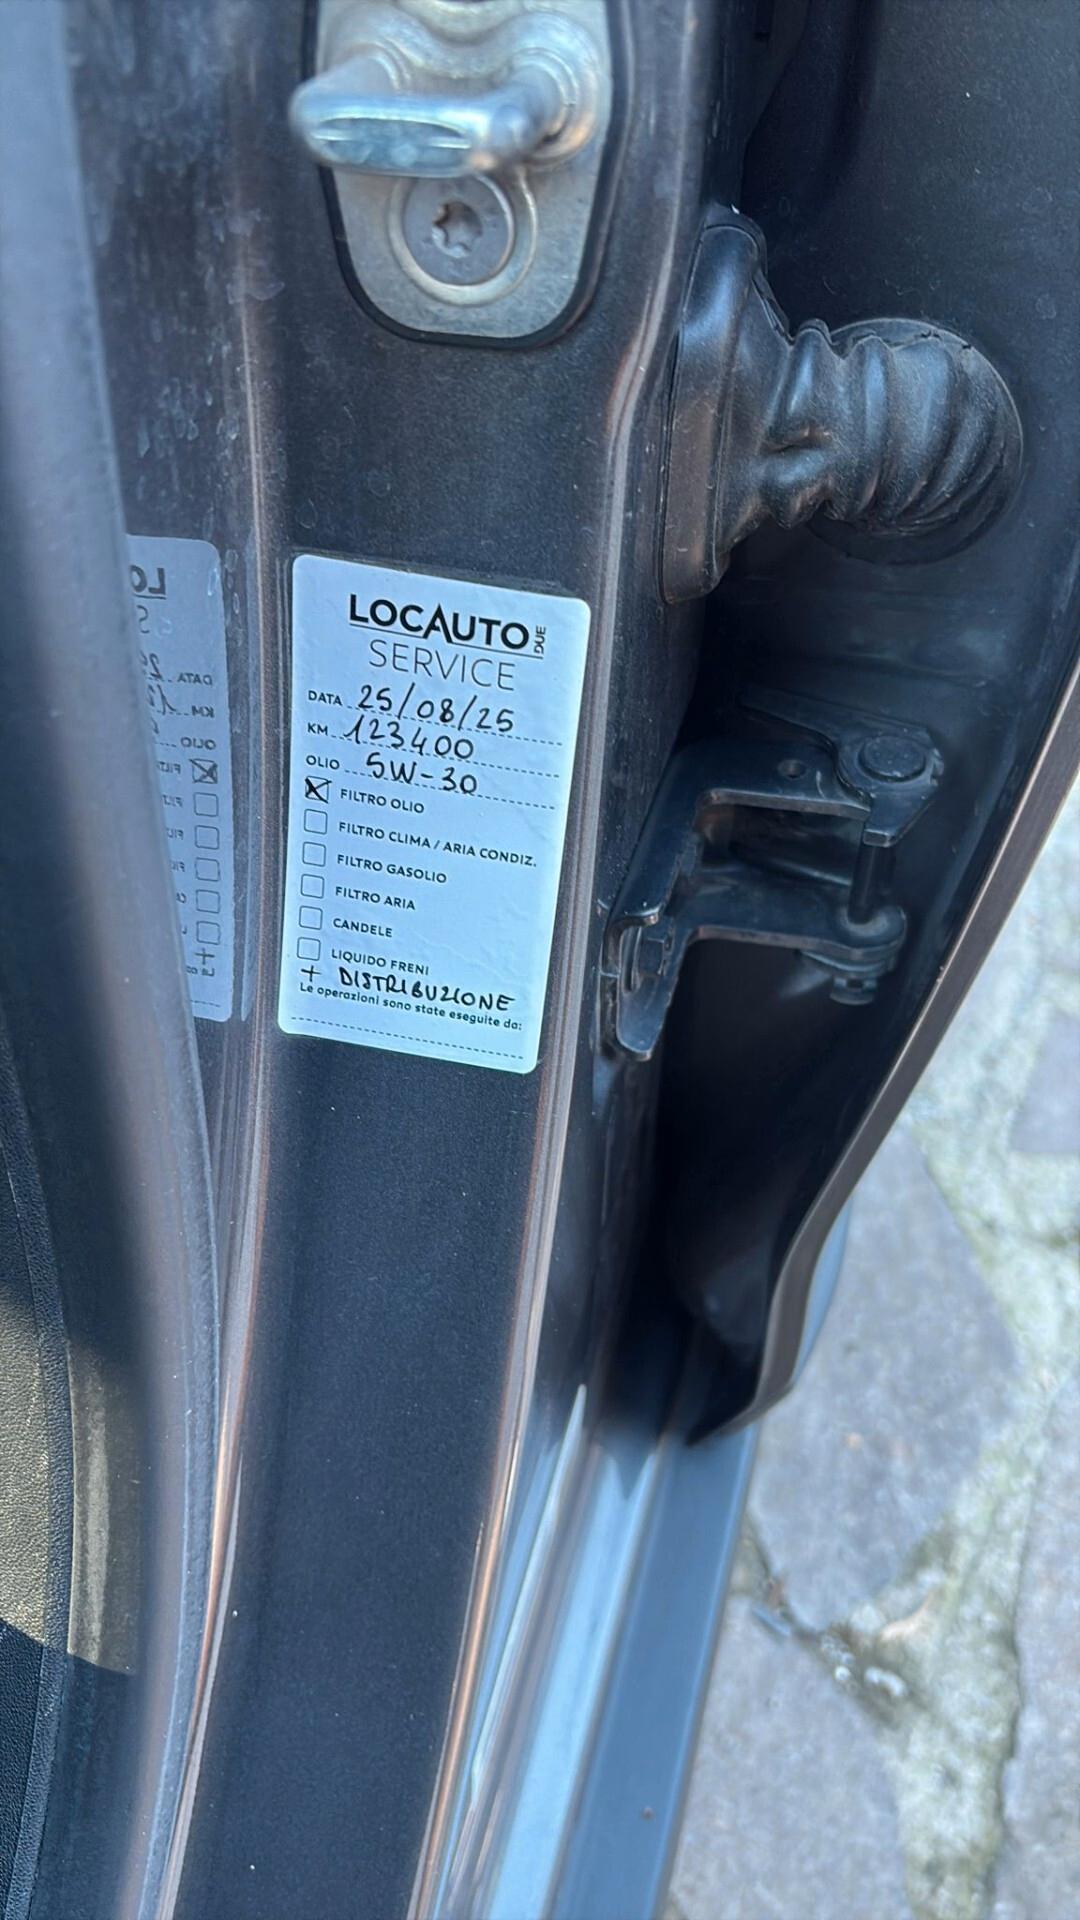 LOCAUTO DUE
SERVICE
DATA 25/08/25
KM 123400
OLIO 5W-30
FILTRO OLIO
FILTRO CLIMA / ARIA CONDIZ.
FILTRO GASOLIO
FILTRO ARIA
CANDELE
LIQUIDO FRENI
+ DISTRIBUZIONE
Le operazioni sono state eseguite da: